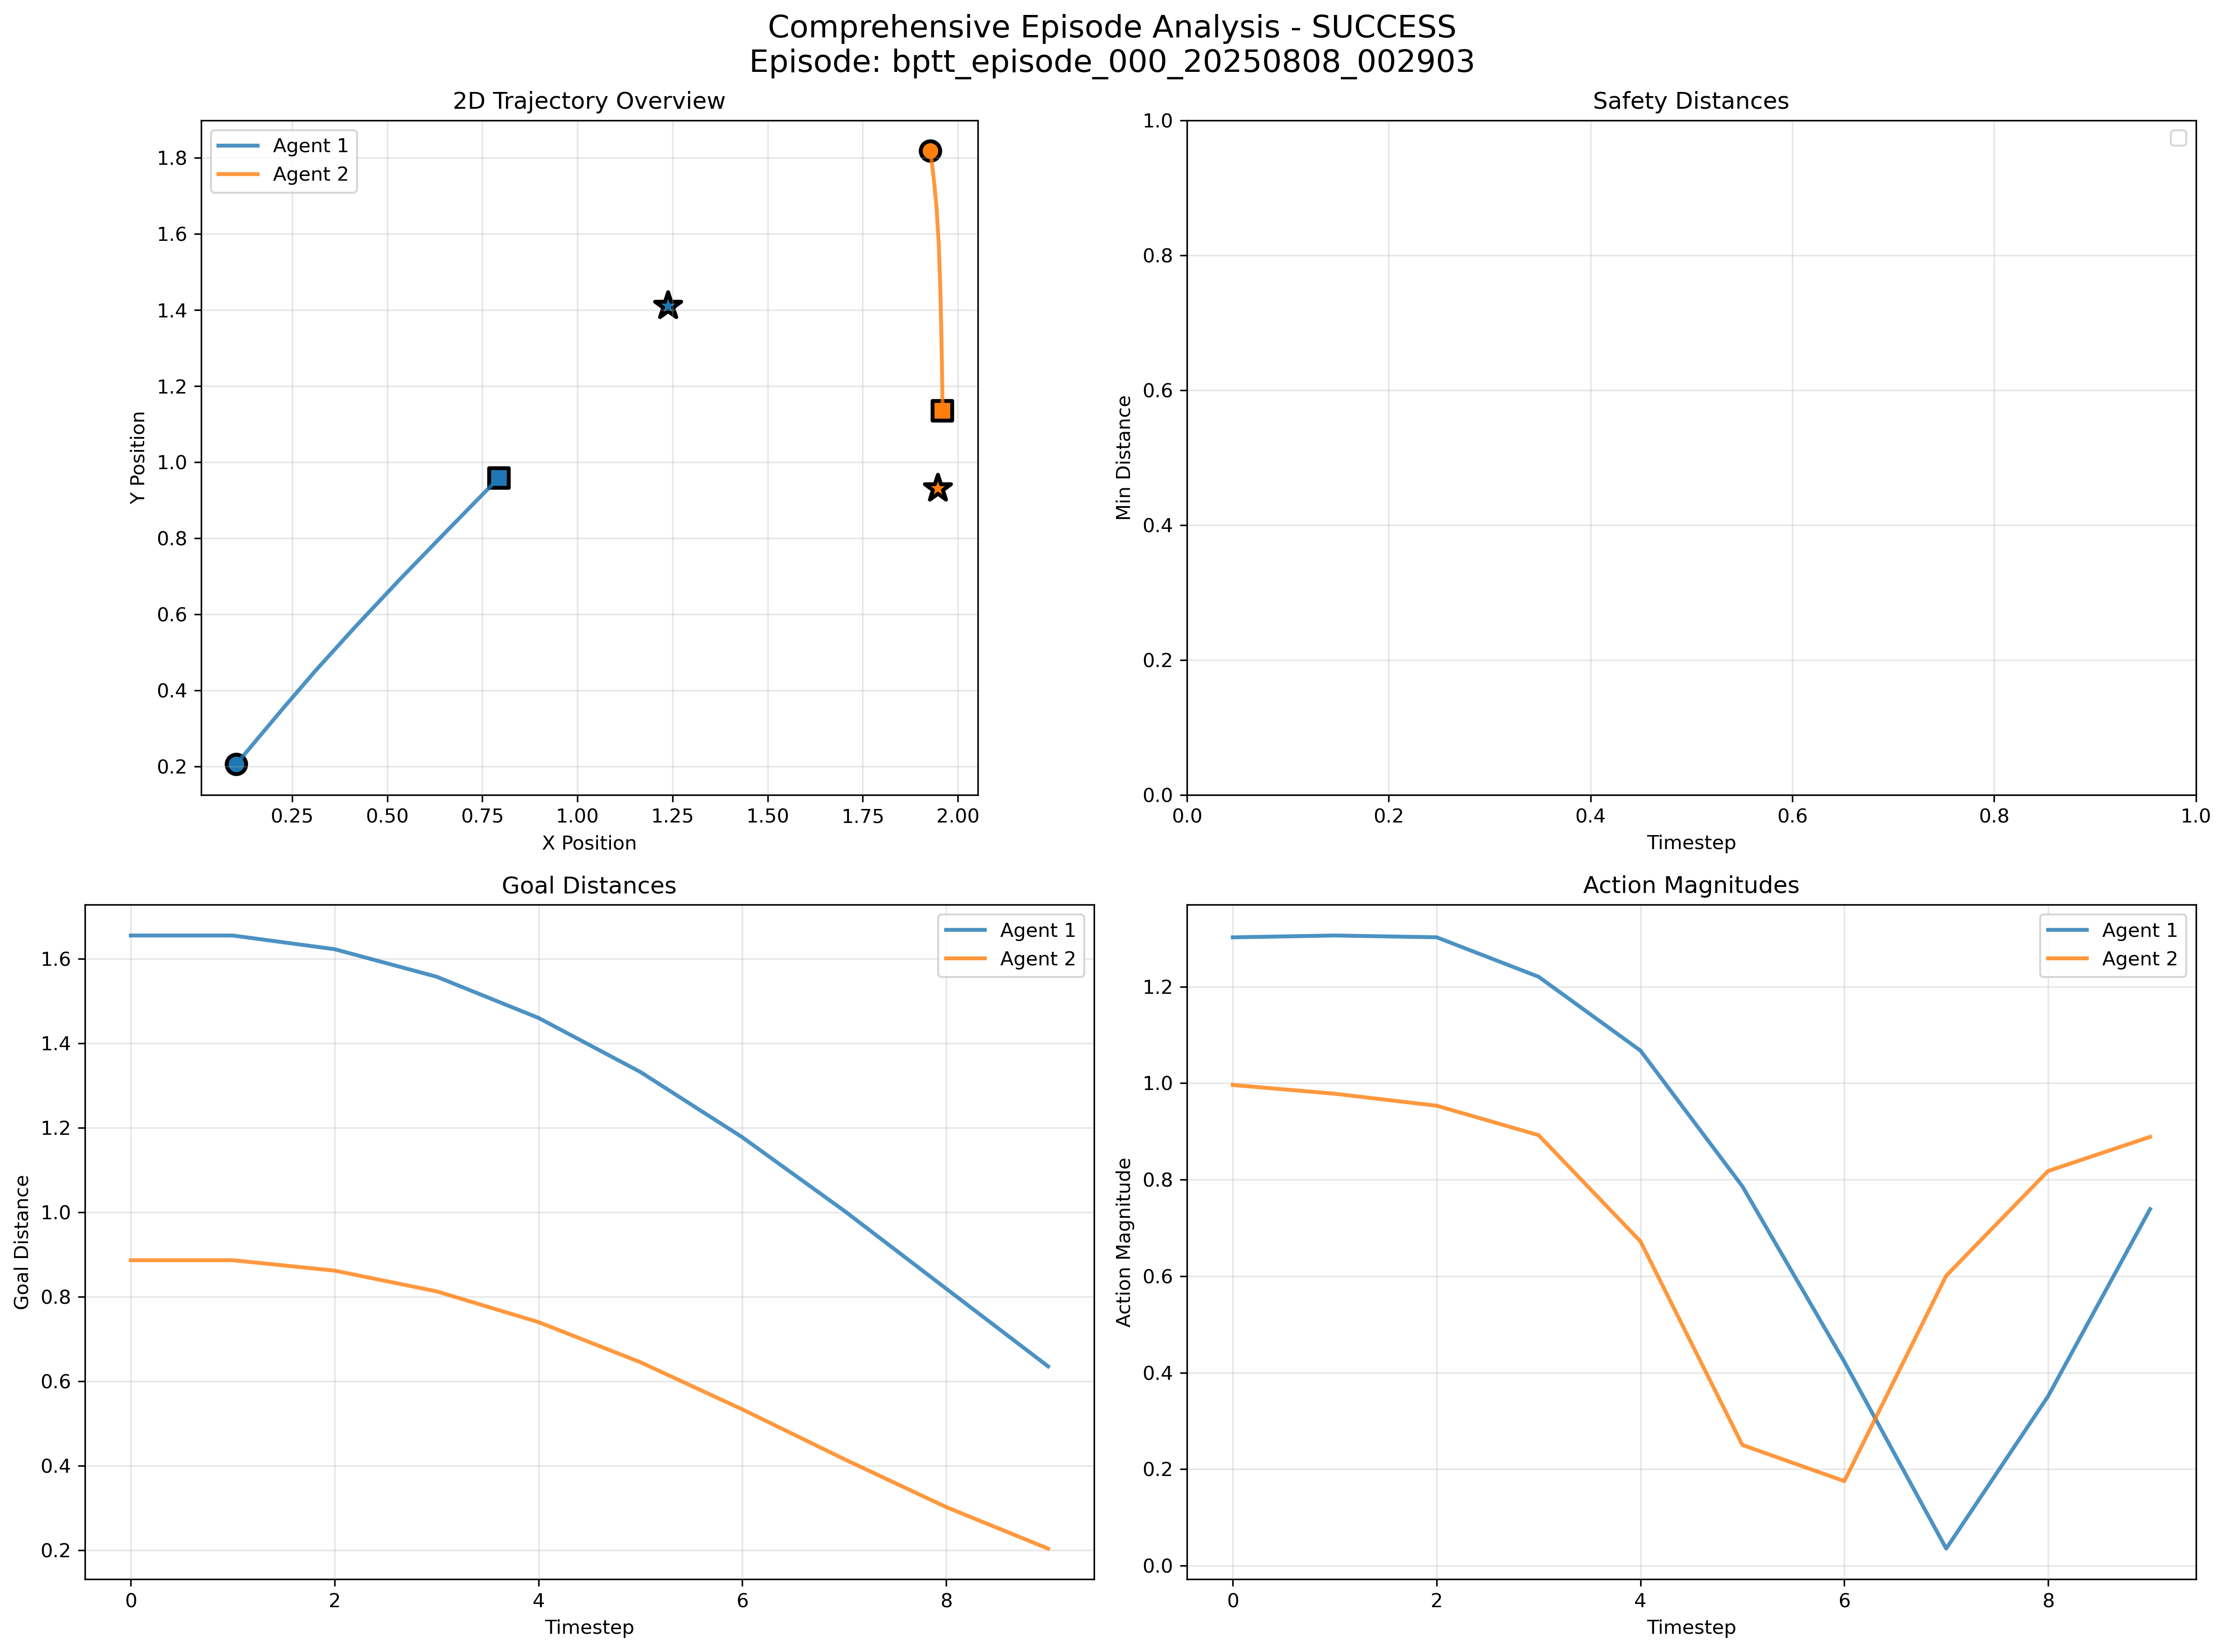 Comprehensive Episode Analysis - SUCCESS
Episode: bptt_episode_000_20250808_002903
2D Trajectory Overview
Agent 1
Agent 2
1.8
1.6
1.4
1.2
1.0
0.8
0.6
0.4
0.2
Y Position
0.25 0.50 0.75 1.00 1.25 1.50 1.75 2.00
X Position
Safety Distances
1.0
0.8
0.6
0.4
0.2
0.0
Min Distance
0.0 0.2 0.4 0.6 0.8 1.0
Timestep
Goal Distances
Agent 1
Agent 2
1.6
1.4
1.2
1.0
0.8
0.6
0.4
0.2
Goal Distance
0 2 4 6 8
Timestep
Action Magnitudes
Agent 1
Agent 2
1.2
1.0
0.8
0.6
0.4
0.2
0.0
Action Magnitude
0 2 4 6 8
Timestep